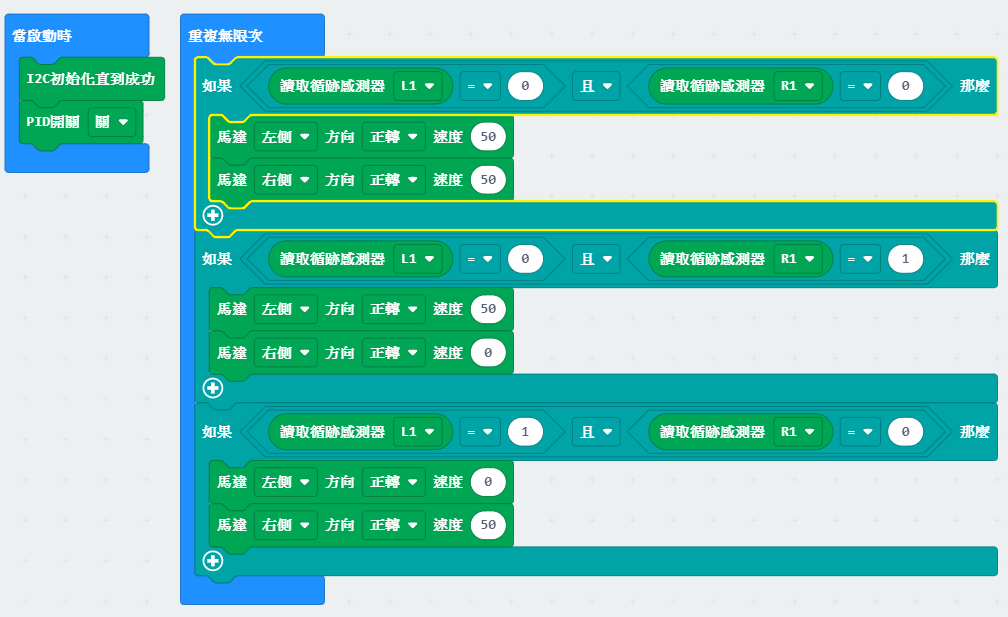 當啟動時
I2C初始化直到成功
PID開關 關
重複無限次
如果 讀取循跡感測器 L1 = 0 且 讀取循跡感測器 R1 = 0 那麼
馬達 左側 方向 正轉 速度 50
馬達 右側 方向 正轉 速度 50
如果 讀取循跡感測器 L1 = 0 且 讀取循跡感測器 R1 = 1 那麼
馬達 左側 方向 正轉 速度 50
馬達 右側 方向 正轉 速度 0
如果 讀取循跡感測器 L1 = 1 且 讀取循跡感測器 R1 = 0 那麼
馬達 左側 方向 正轉 速度 0
馬達 右側 方向 正轉 速度 50